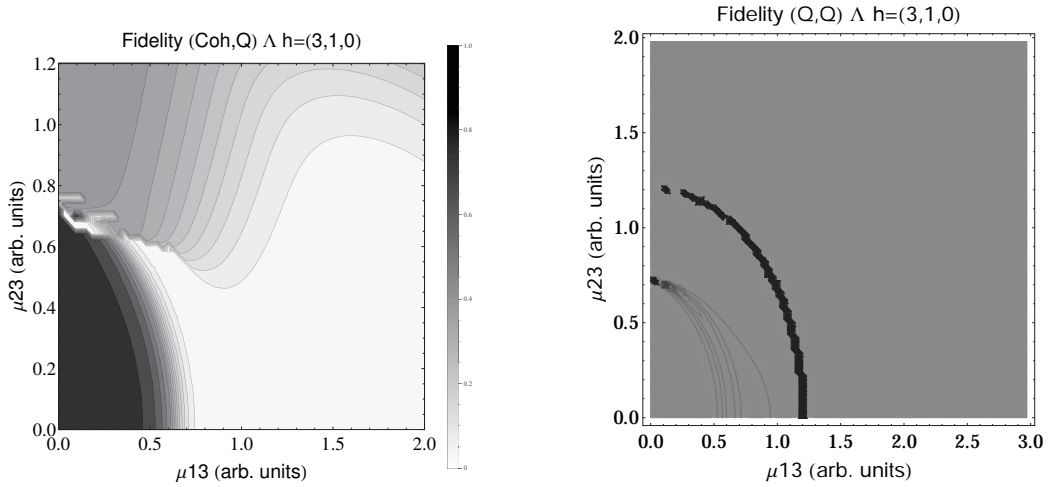 Fidelity (Coh,Q) Λ h=(3,1,0)
1.2
1.0
0.8
0.6
0.4
0.2
0.0
μ23 (arb. units)
0.0 0.5 1.0 1.5 2.0
μ13 (arb. units)
1.0
0.8
0.6
0.4
0.2
0
Fidelity (Q,Q) Λ h=(3,1,0)
2.0
1.5
1.0
0.5
0.0
μ23 (arb. units)
0.0 0.5 1.0 1.5 2.0 2.5 3.0
μ13 (arb. units)